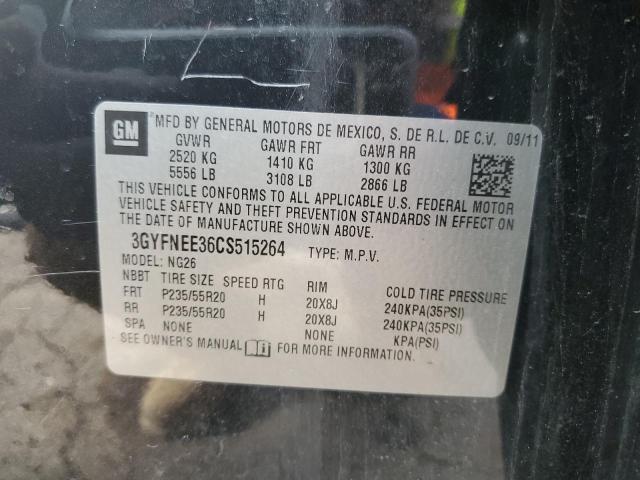 GM
MFD BY GENERAL MOTORS DE MEXICO, S. DE R.L. DE C.V. 09/11
GVWR GAWR FRT GAWR RR
2520 KG 1410 KG 1300 KG
5556 LB 3108 LB 2866 LB
THIS VEHICLE CONFORMS TO ALL APPLICABLE U.S. FEDERAL MOTOR
VEHICLE SAFETY AND THEFT PREVENTION STANDARDS IN EFFECT ON
THE DATE OF MANUFACTURE SHOWN ABOVE.
3GYFNEE36CS515264 TYPE: M.P.V.
MODEL: NG26
NBBT TIRE SIZE SPEED RTG RIM COLD TIRE PRESSURE
FRT P235/55R20 H 20X8J 240KPA(35PSI)
RR P235/55R20 H 20X8J 240KPA(35PSI)
SPA NONE NONE KPA(PSI)
SEE OWNER'S MANUAL FOR MORE INFORMATION.